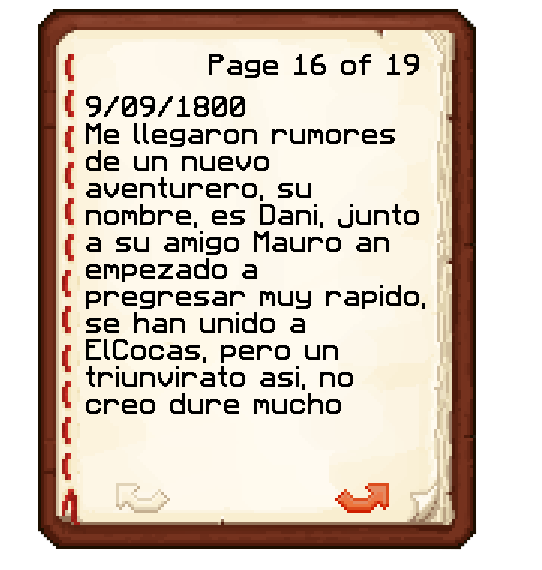 Page 16 of 19
9/09/1800
Me llegaron rumores
de un nuevo
aventurero, su
nombre, es Dani, junto
a su amigo Mauro an
empezado a
pregresar muy rapido,
se han unido a
ElCocas, pero un
triunvirato asi, no
creo dure mucho